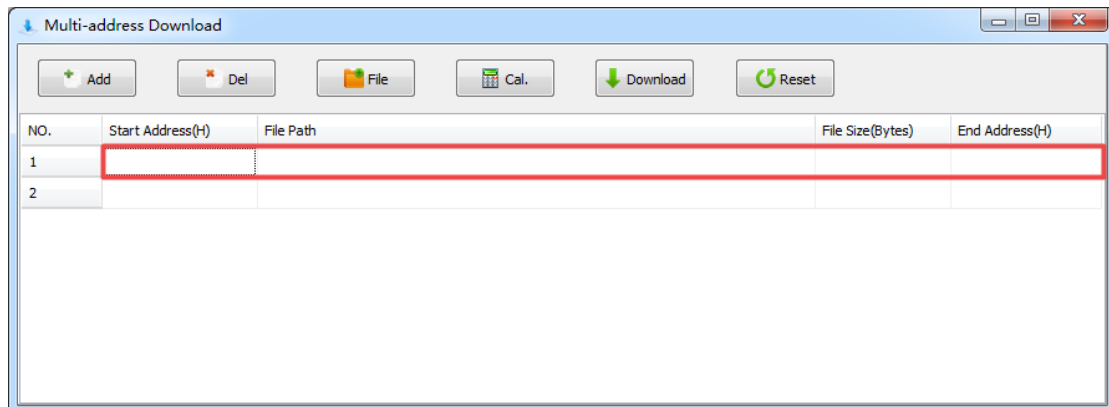 Multi-address Download
Add Del File Cal. Download Reset
NO. Start Address(H) File Path File Size(Bytes) End Address(H)
1
2